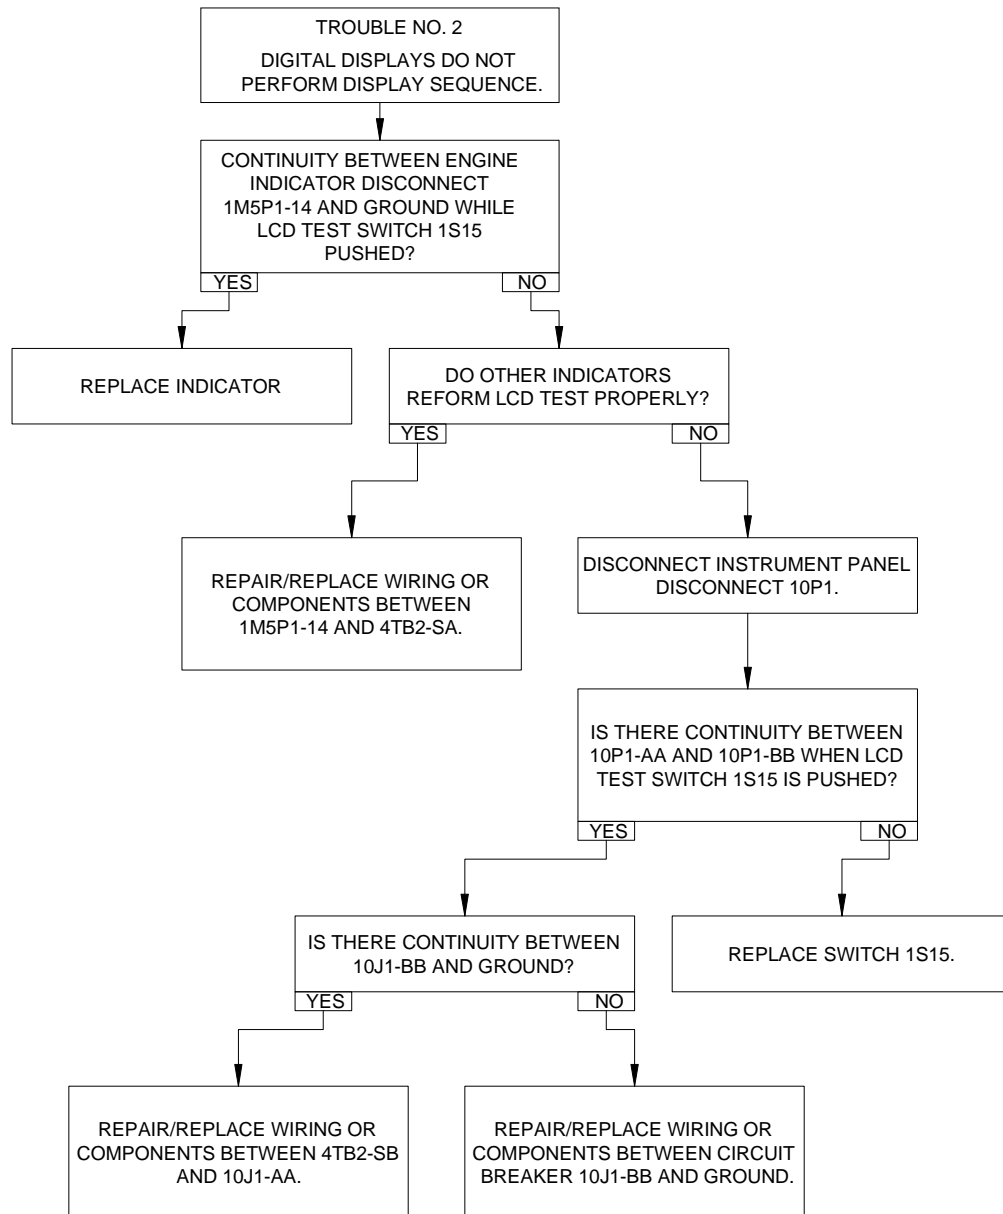 TROUBLE NO. 2
DIGITAL DISPLAYS DO NOT
PERFORM DISPLAY SEQUENCE.
CONTINUITY BETWEEN ENGINE
INDICATOR DISCONNECT
1M5P1-14 AND GROUND WHILE
LCD TEST SWITCH 1S15
PUSHED?
YES
NO
REPLACE INDICATOR
DO OTHER INDICATORS
REFORM LCD TEST PROPERLY?
YES
NO
REPAIR/REPLACE WIRING OR
COMPONENTS BETWEEN
1M5P1-14 AND 4TB2-SA.
DISCONNECT INSTRUMENT PANEL
DISCONNECT 10P1.
IS THERE CONTINUITY BETWEEN
10P1-AA AND 10P1-BB WHEN LCD
TEST SWITCH 1S15 IS PUSHED?
YES
NO
IS THERE CONTINUITY BETWEEN
10J1-BB AND GROUND?
YES
NO
REPLACE SWITCH 1S15.
REPAIR/REPLACE WIRING OR
COMPONENTS BETWEEN 4TB2-SB
AND 10J1-AA.
REPAIR/REPLACE WIRING OR
COMPONENTS BETWEEN CIRCUIT
BREAKER 10J1-BB AND GROUND.